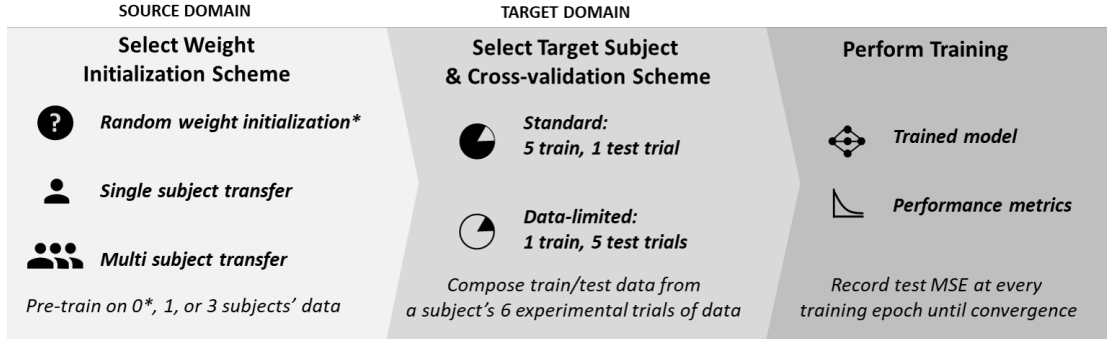 SOURCE DOMAIN
TARGET DOMAIN
Select Weight
Initialization Scheme
?
Random weight initialization*
Single subject transfer
Multi subject transfer
Pre-train on 0*, 1, or 3 subjects' data
Select Target Subject
& Cross-validation Scheme
Standard:
5 train, 1 test trial
Data-limited:
1 train, 5 test trials
Compose train/test data from
a subject's 6 experimental trials of data
Perform Training
Trained model
Performance metrics
Record test MSE at every
training epoch until convergence